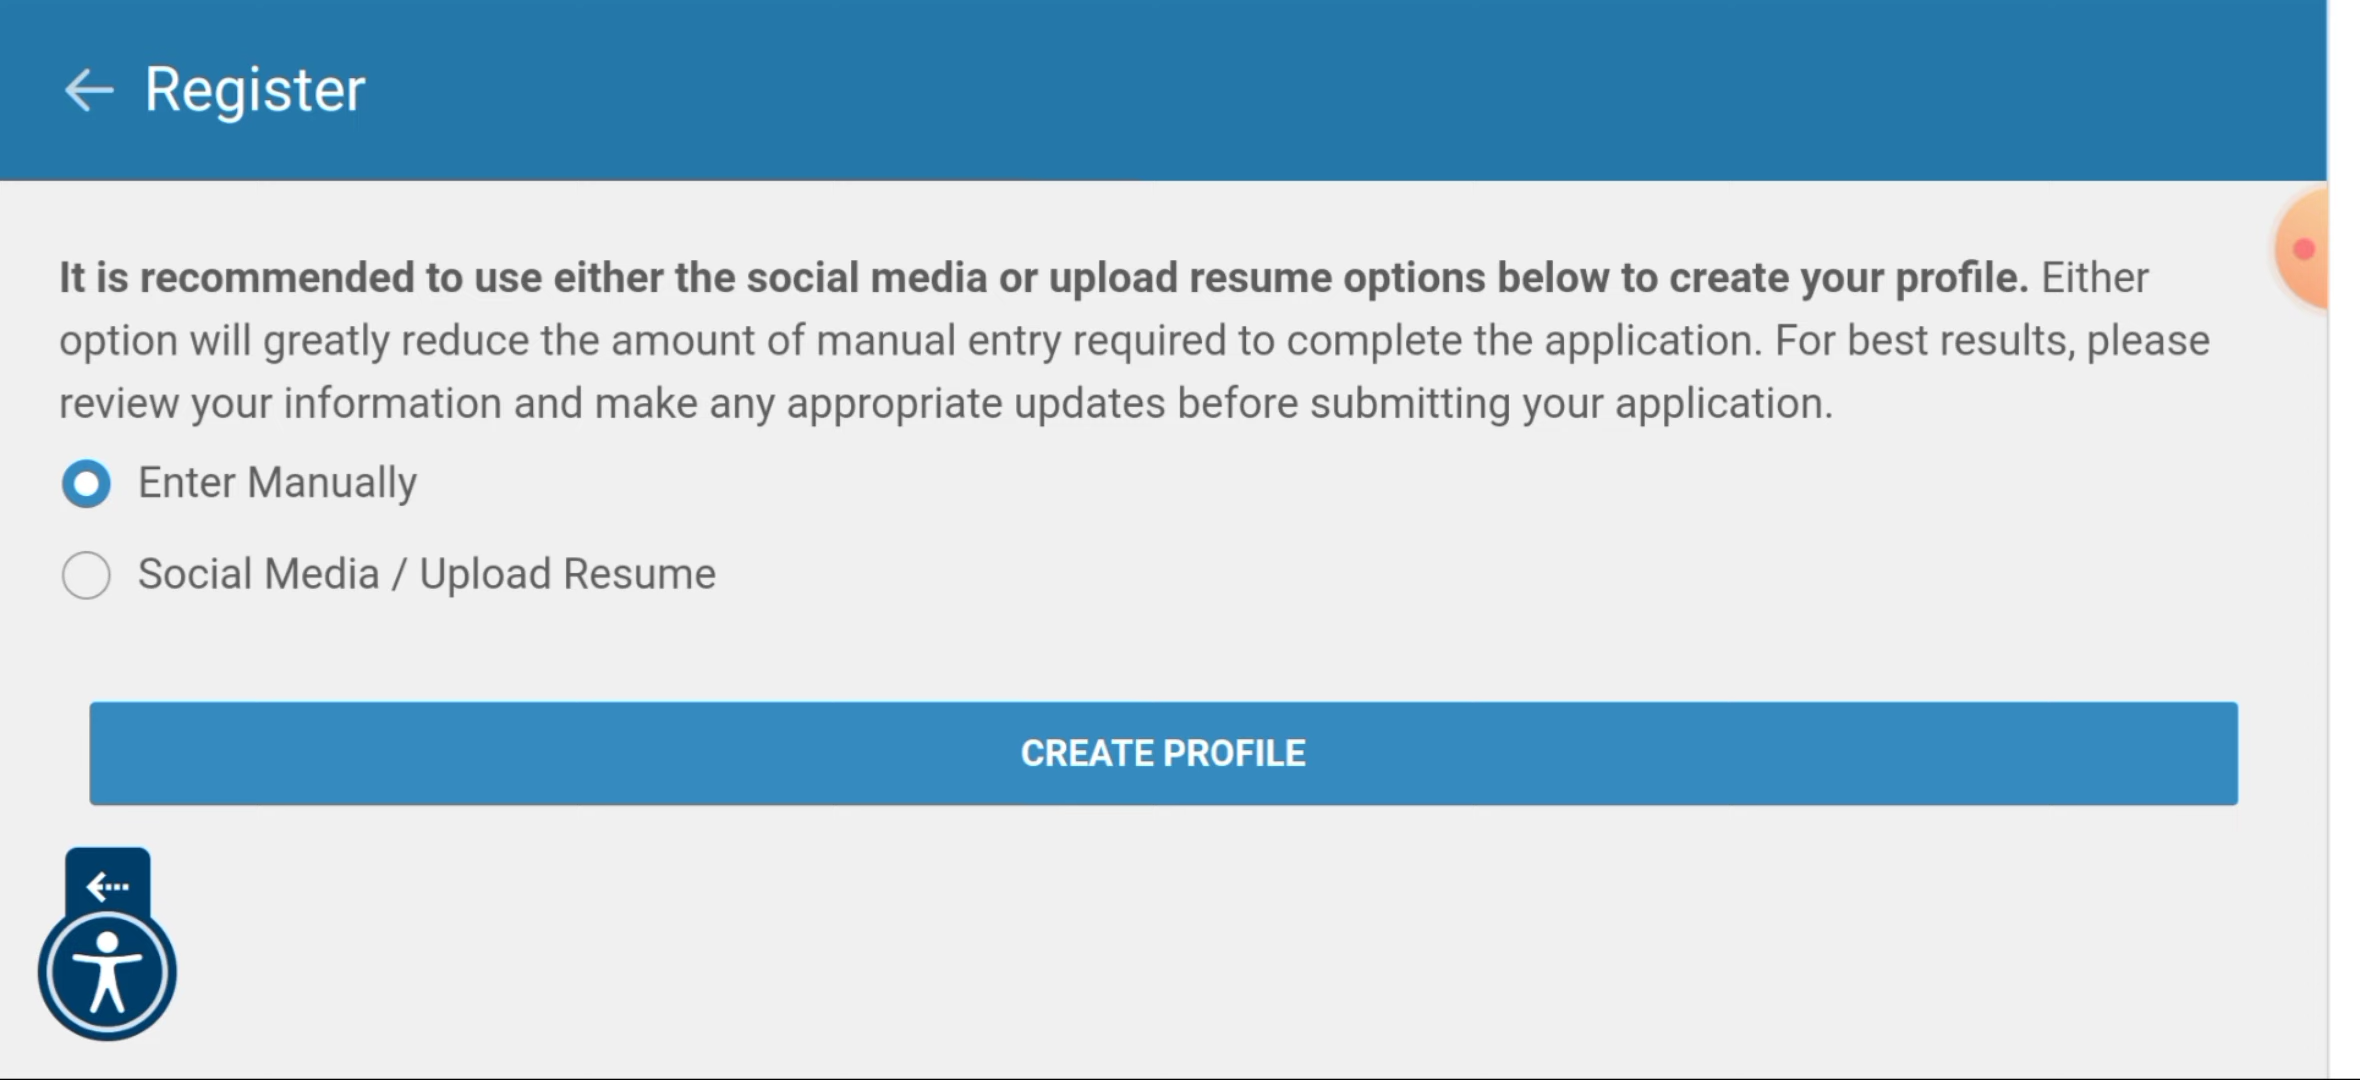 Register
It is recommended to use either the social media or upload resume options below to create your profile. Either
option will greatly reduce the amount of manual entry required to complete the application. For best results, please
review your information and make any appropriate updates before submitting your application.
Enter Manually
Social Media / Upload Resume
CREATE PROFILE